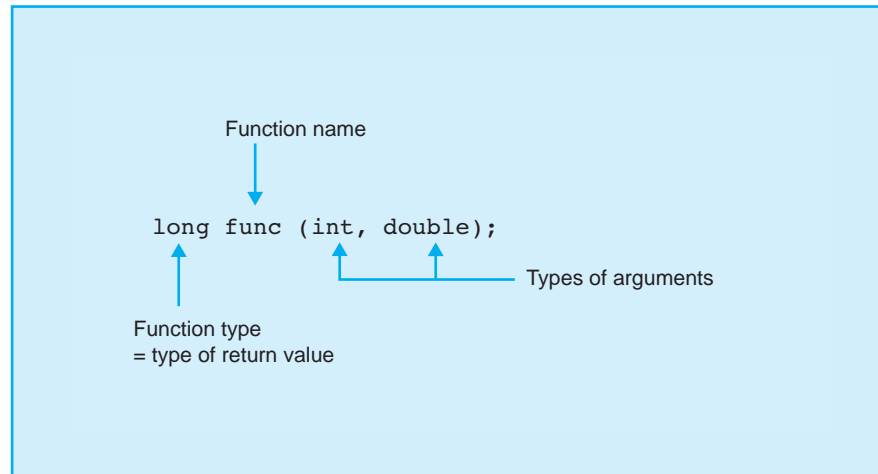 Function name
long func (int, double);
Types of arguments
Function type
= type of return value